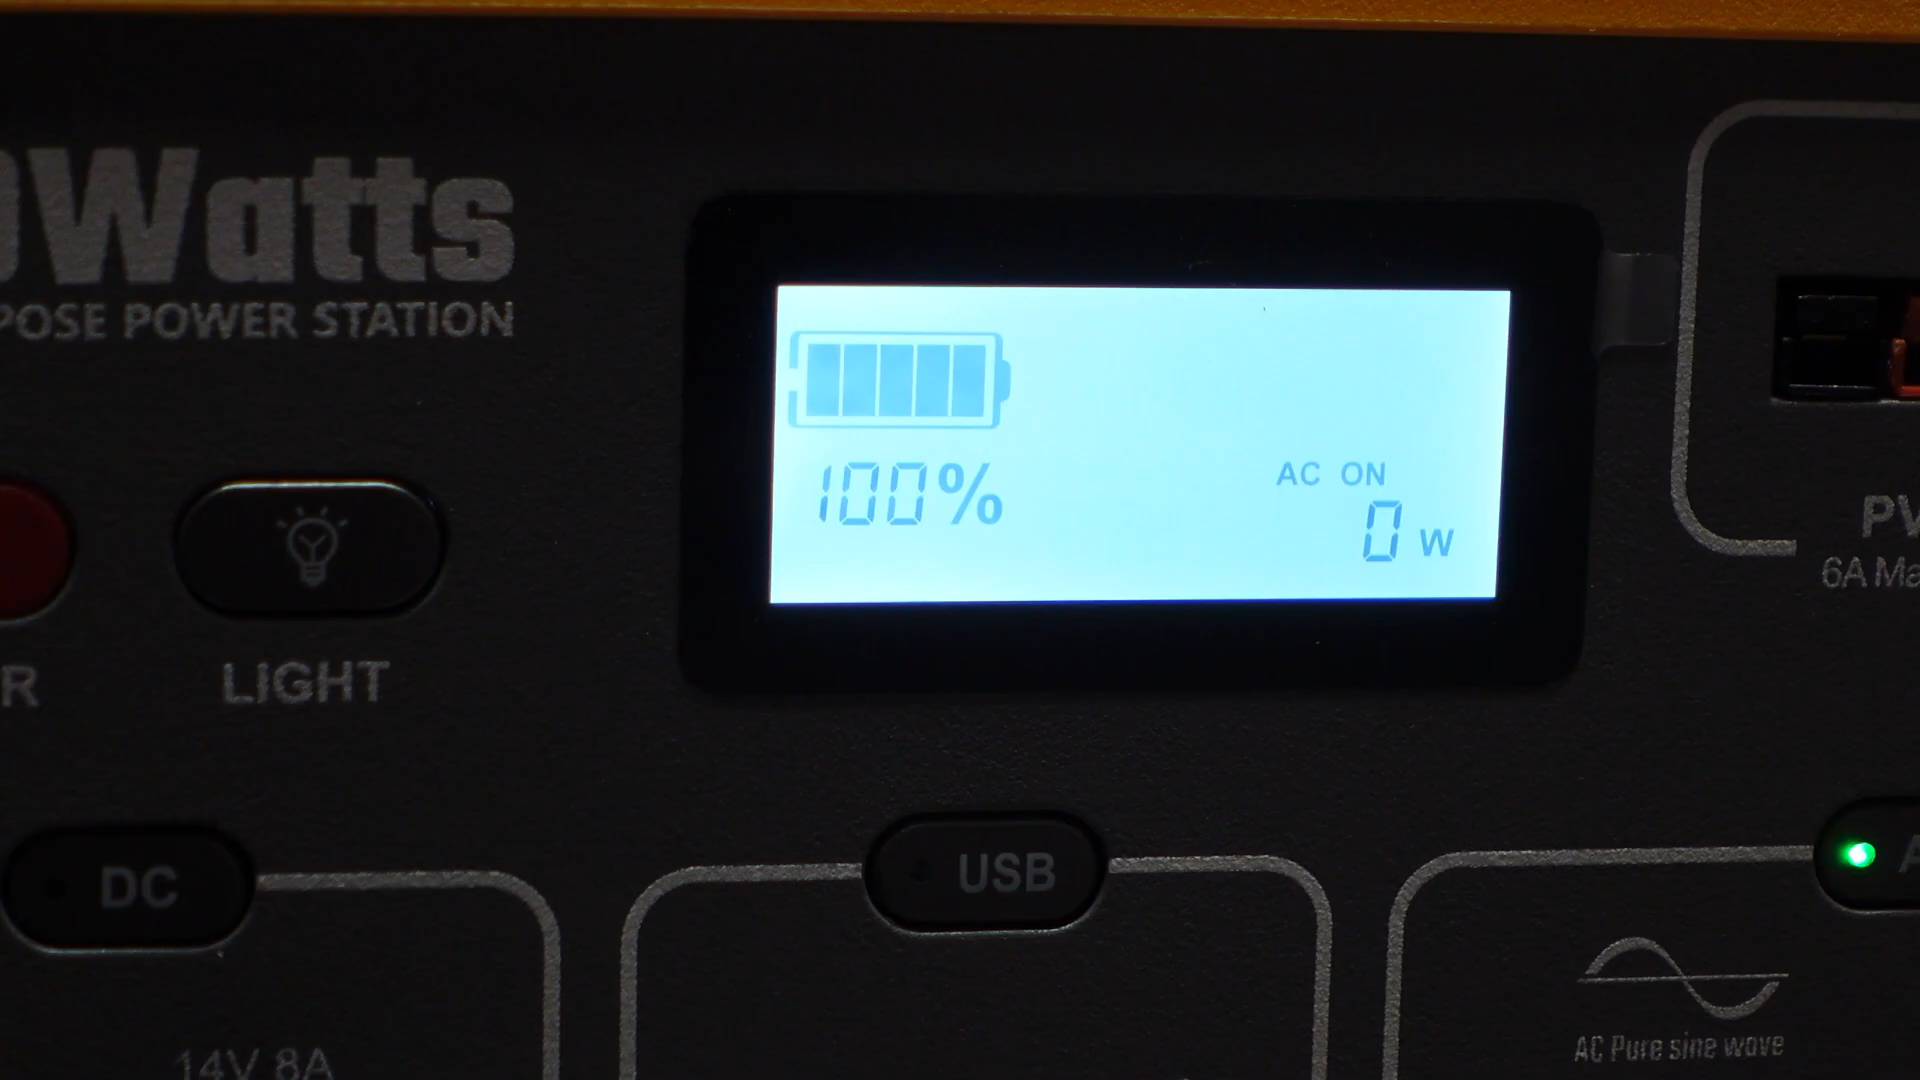 Watts
POSE POWER STATION
100%
AC ON
0 W
PV
6A Ma
R
LIGHT
DC
USB
A
14V 8A
AC Pure sine wave